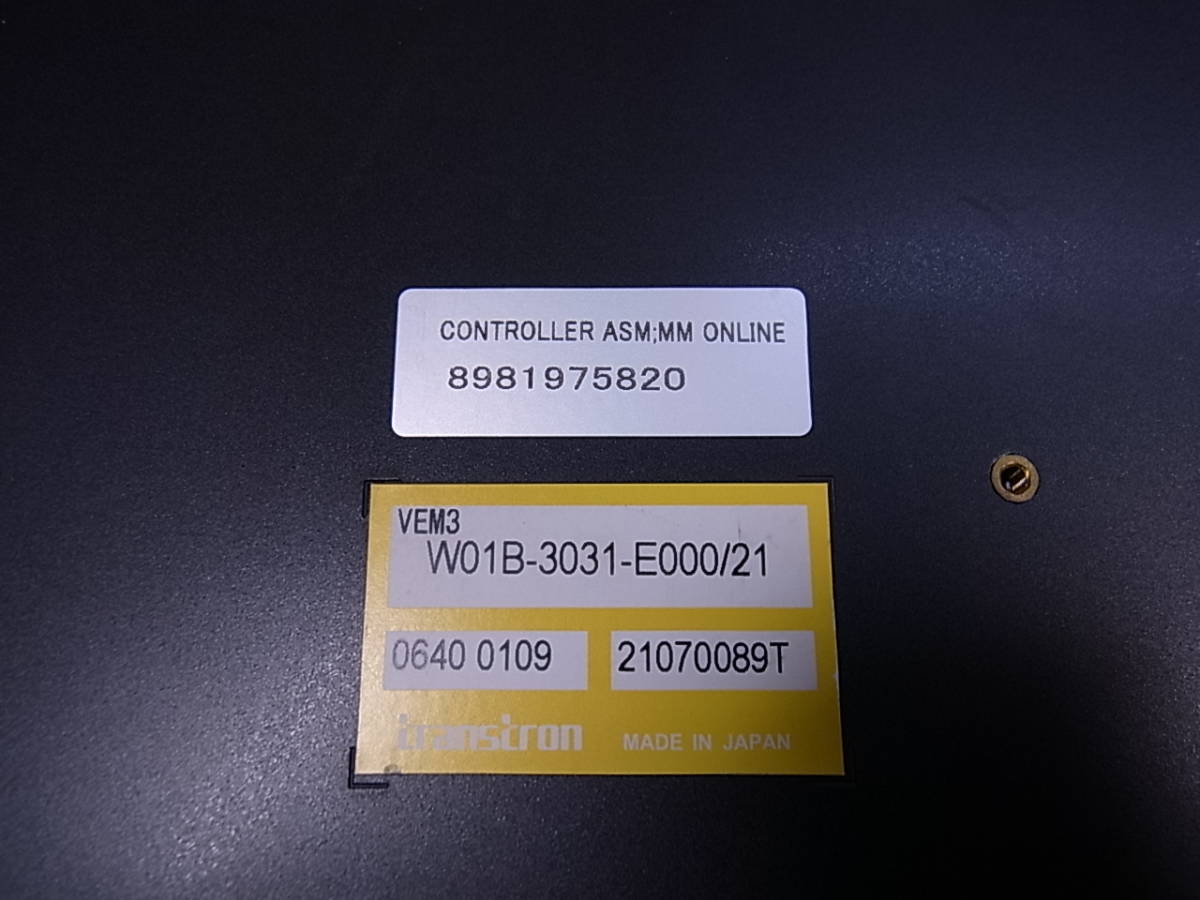 CONTROLLER ASM;MM ONLINE
8981975820
VEM3
W01B-3031-E000/21
0640 0109 21070089T
transtron MADE IN JAPAN